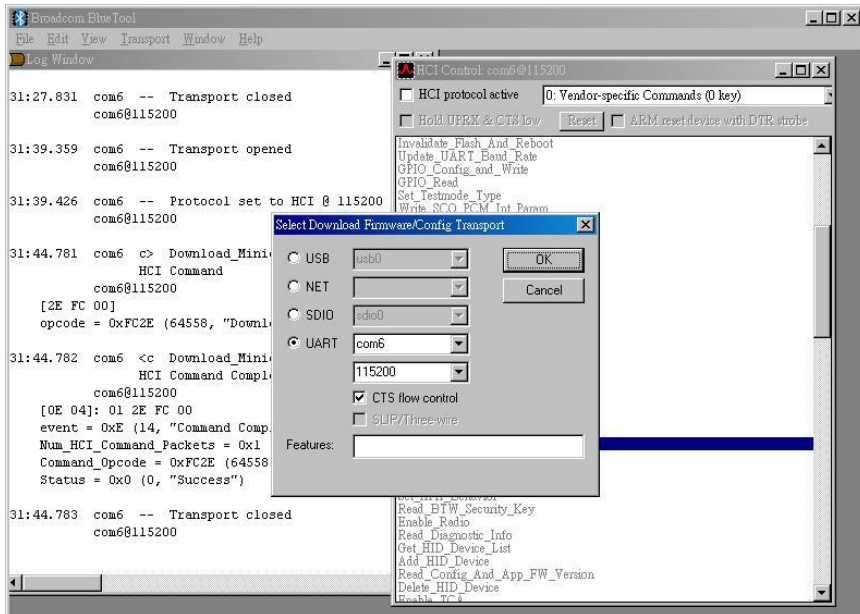 Broadcom BlueTool
File Edit View Transport Window Help
Log Window
31:27.831 com6 -- Transport closed
com6@115200
31:39.359 com6 -- Transport opened
com6@115200
31:39.426 com6 -- Protocol set to HCI @ 115200
com6@115200
31:44.781 com6 c> Download_Mini
HCI Command
com6@115200
[2E FC 00]
opcode = 0xFC2E (64558, "Downl
31:44.782 com6 <c Download_Mini
HCI Command Compl
com6@115200
[0E 04]: 01 2E FC 00
event = 0xE (14, "Command Comp
Num_HCI_Command_Packets = 0x1
Command_Opcode = 0xFC2E (64558
Status = 0x0 (0, "Success")
31:44.783 com6 -- Transport closed
com6@115200
HCI Control: com6@115200
HCI protocol active
0: Vendor-specific Commands (0 key)
Hold UPRX & CTS low
Reset
ARM reset device with DTR strobe
Invalidate_Flash_And_Reboot
Update_UART_Baud_Rate
GPIO_Config_and_Write
GPIO_Read
Set_Testmode_Type
Write_SCO_PCM_Int_Param
Select Download Firmware/Config Transport
USB
usb0
OK
NET
Cancel
SDIO
sdio0
UART
com6
115200
CTS flow control
SLIP/Three-wire
Features:
Read_BTW_Security_Key
Enable_Radio
Read_Diagnostic_Info
Get_HID_Device_List
Add_HID_Device
Read_Config_And_App_FW_Version
Delete_HID_Device
Enable_TCA